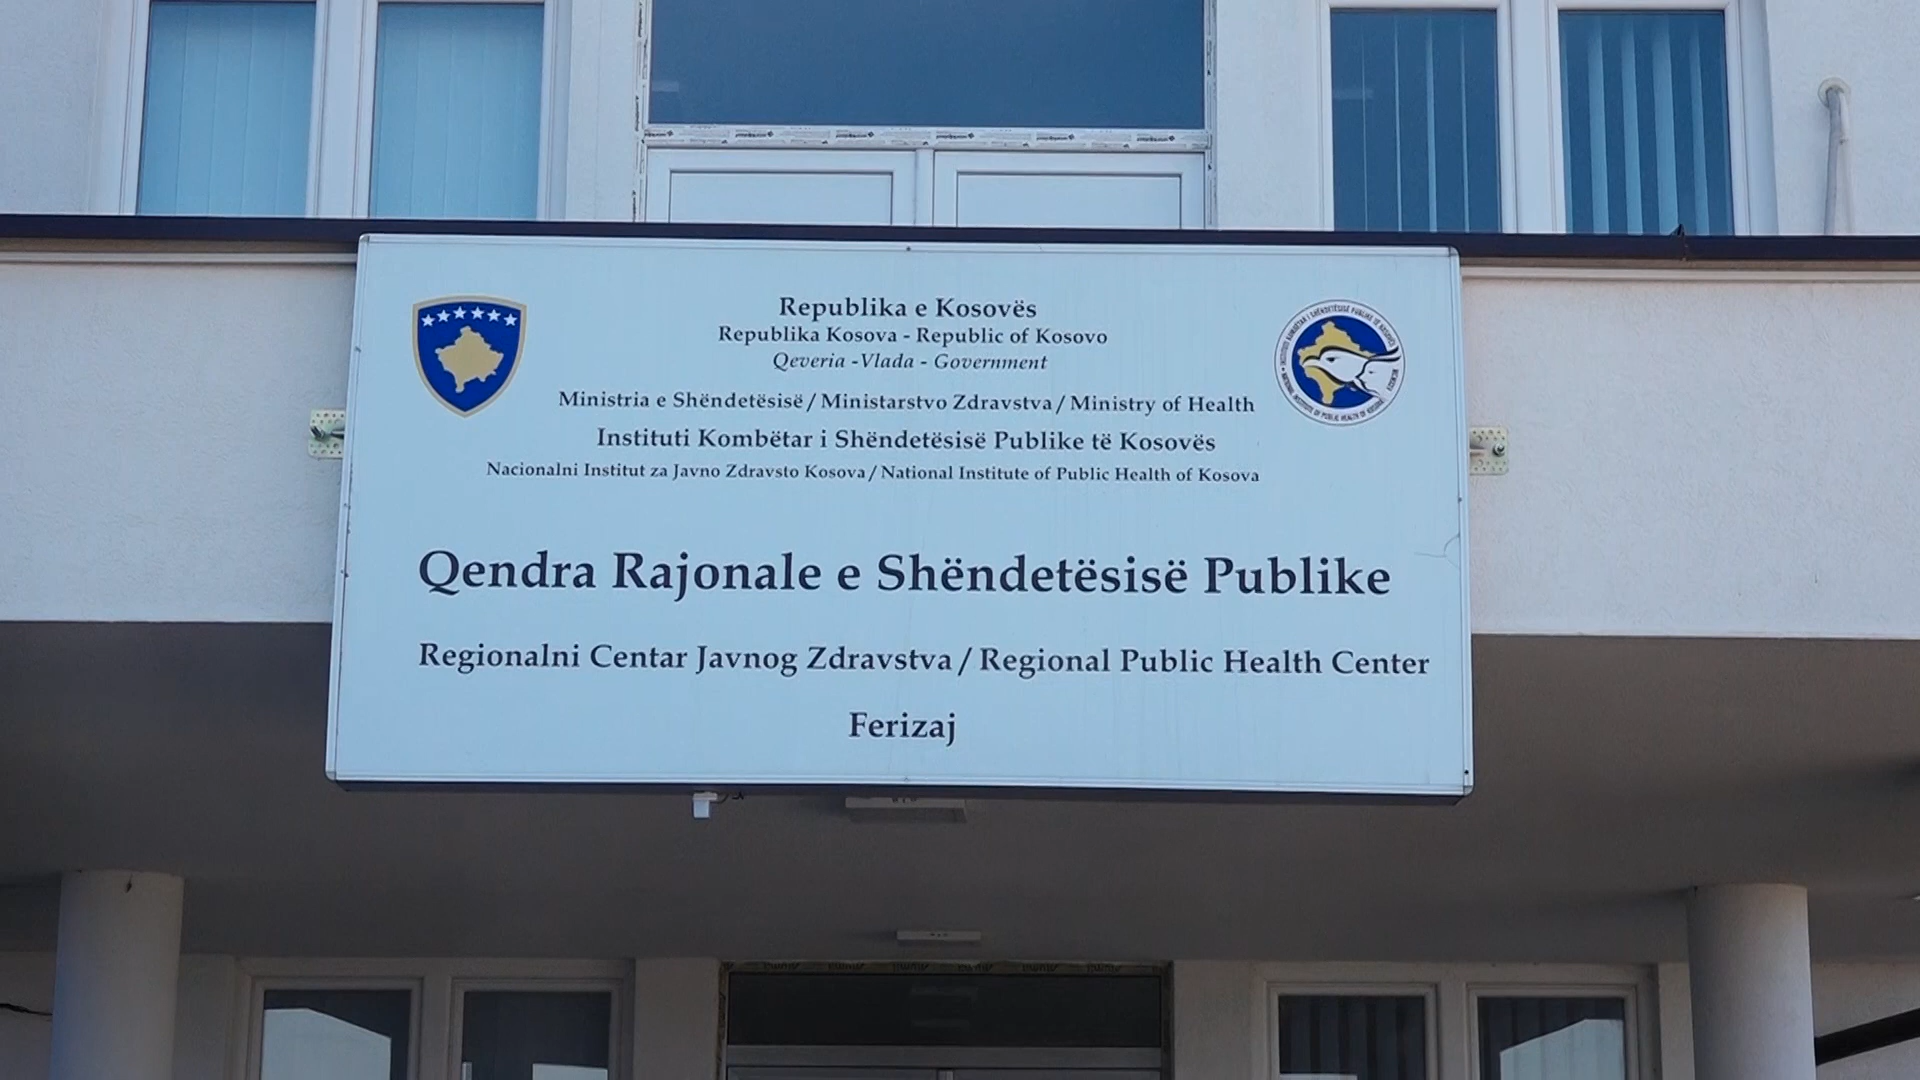 Republika e Kosovës
Republika Kosova - Republic of Kosovo
Qeveria -Vlada - Government
Ministria e Shëndetësisë / Ministarstvo Zdravstva / Ministry of Health
Instituti Kombëtar i Shëndetësisë Publike të Kosovës
Nacionalni Institut za Javno Zdravsto Kosova / National Institute of Public Health of Kosova
Qendra Rajonale e Shëndetësisë Publike
Regionalni Centar Javnog Zdravstva / Regional Public Health Center
Ferizaj